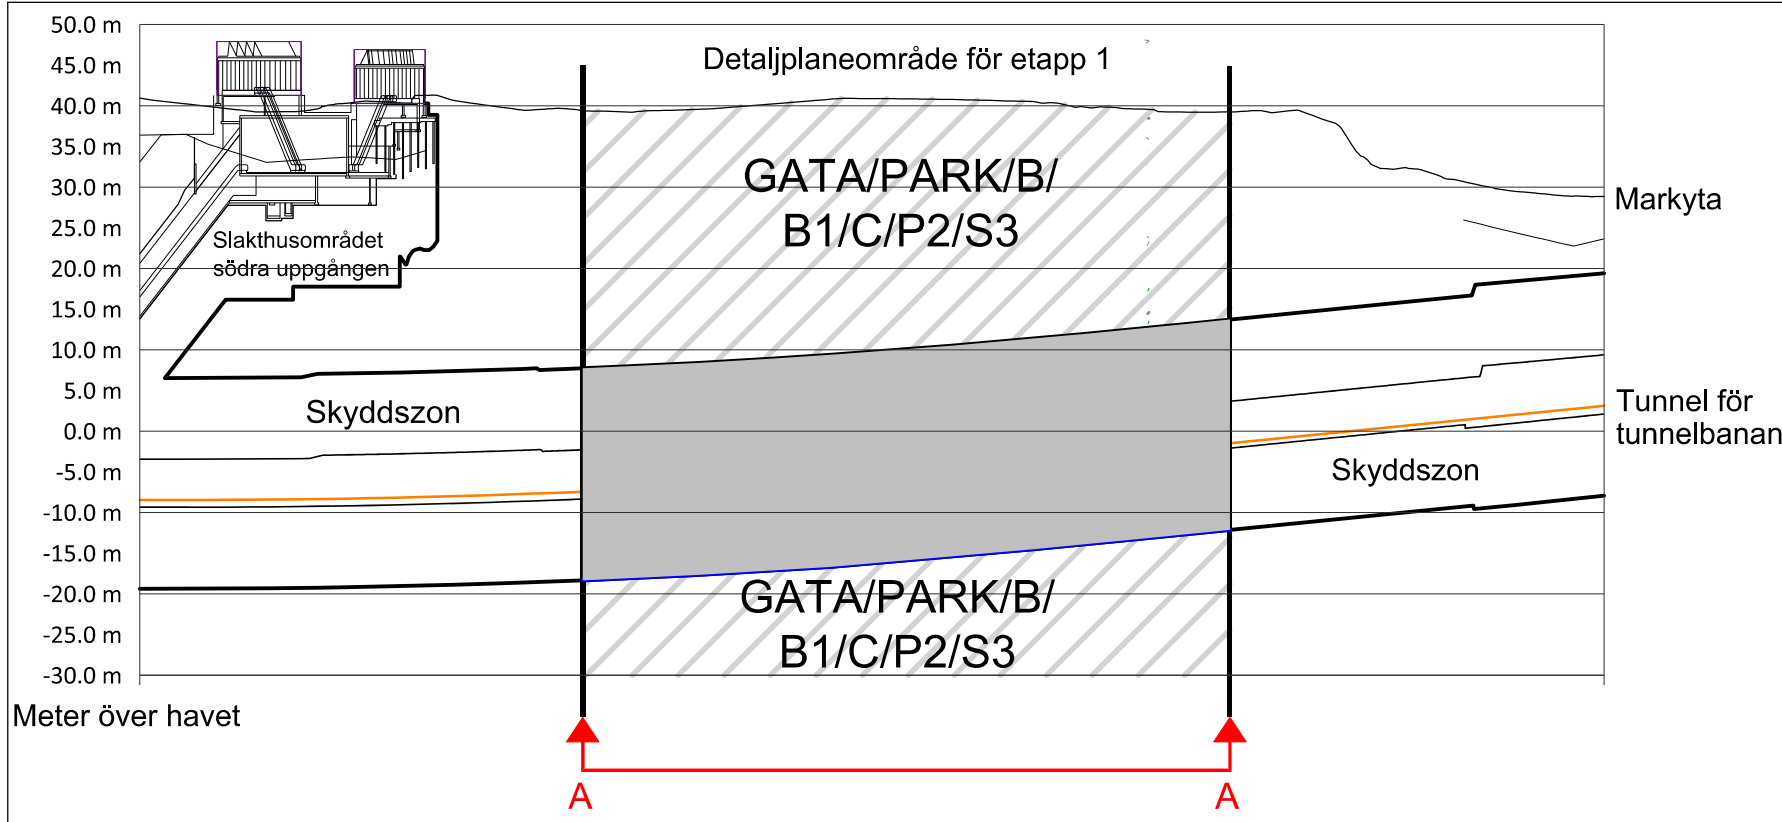 50.0 m
45.0 m
40.0 m
35.0 m
30.0 m
25.0 m
20.0 m
15.0 m
10.0 m
5.0 m
0.0 m
-5.0 m
-10.0 m
-15.0 m
-20.0 m
-25.0 m
-30.0 m
Meter över havet
Detaljplaneområde för etapp 1
GATA/PARK/B/
B1/C/P2/S3
Slakthusområdet
södra uppgången
Markyta
Skyddszon
Tunnel för
tunnelbanan
Skyddszon
GATA/PARK/B/
B1/C/P2/S3
A
A